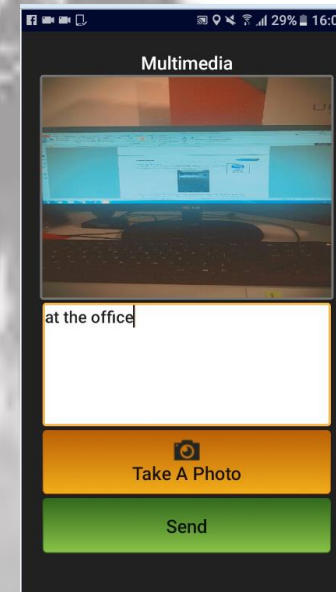 29% 16:0
Multimedia
at the office
Take A Photo
Send